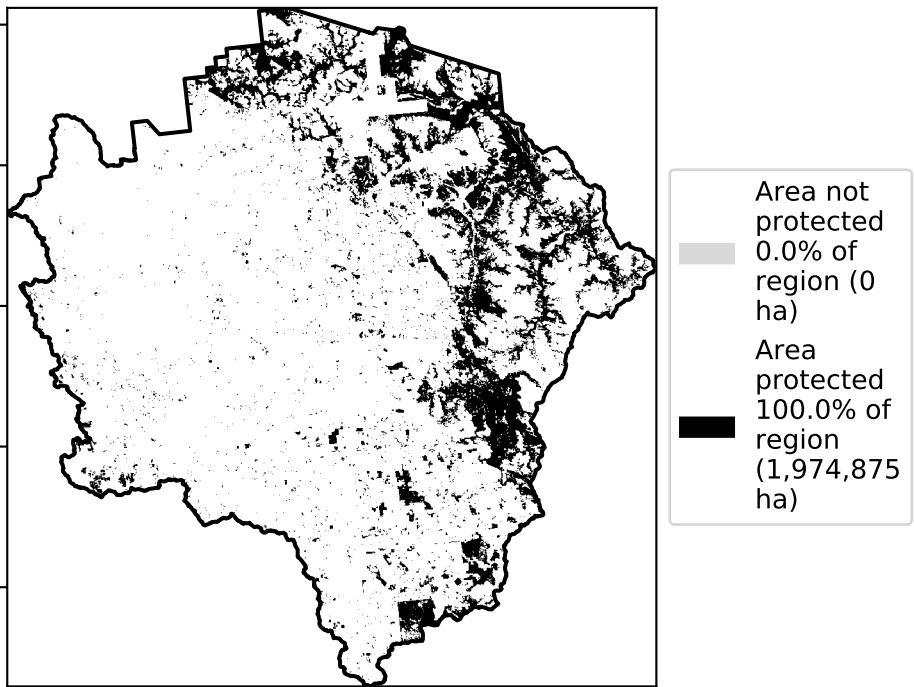 Area not
protected
0.0% of
region (0
ha)
Area
protected
100.0% of
region
(1,974,875
ha)